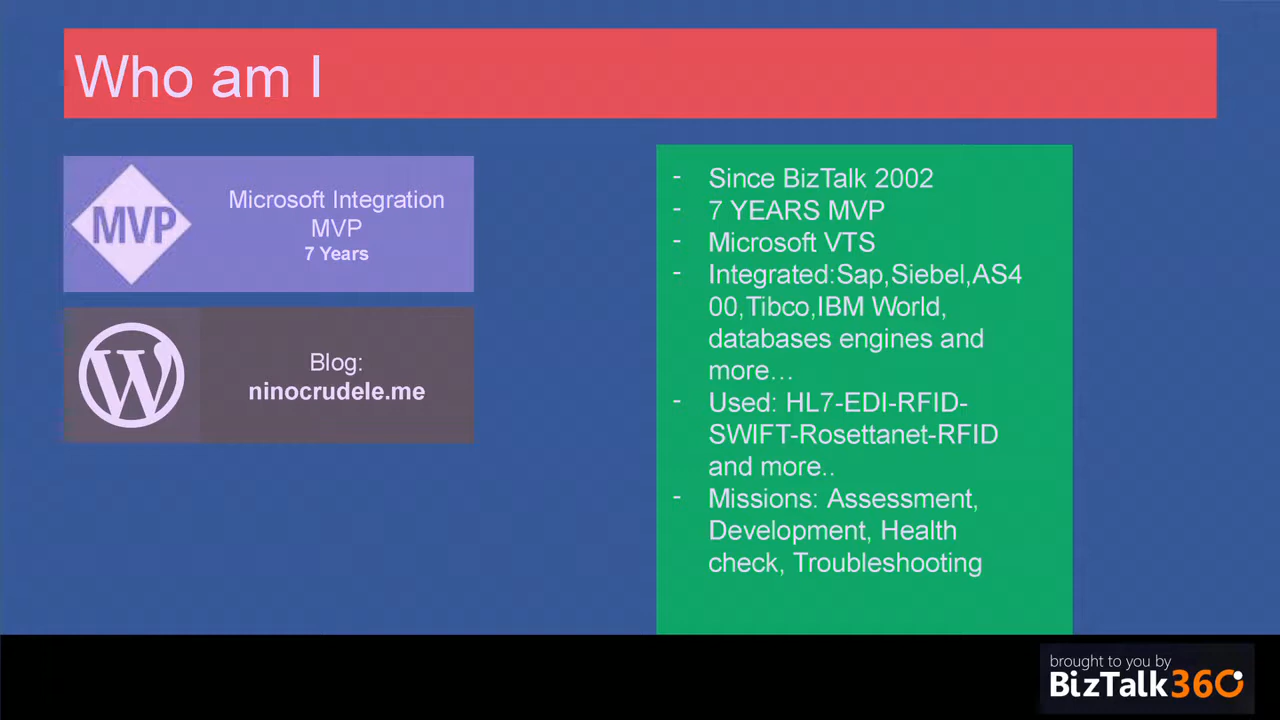 Who am I
MVP
Microsoft Integration
MVP
7 Years
W
Blog:
ninocrudele.me
- Since BizTalk 2002
- 7 YEARS MVP
- Microsoft VTS
- Integrated:Sap,Siebel,AS4
00,Tibco,IBM World,
databases engines and
more...
- Used: HL7-EDI-RFID-
SWIFT-Rosettanet-RFID
and more..
- Missions: Assessment,
Development, Health
check, Troubleshooting
brought to you by
BizTalk360